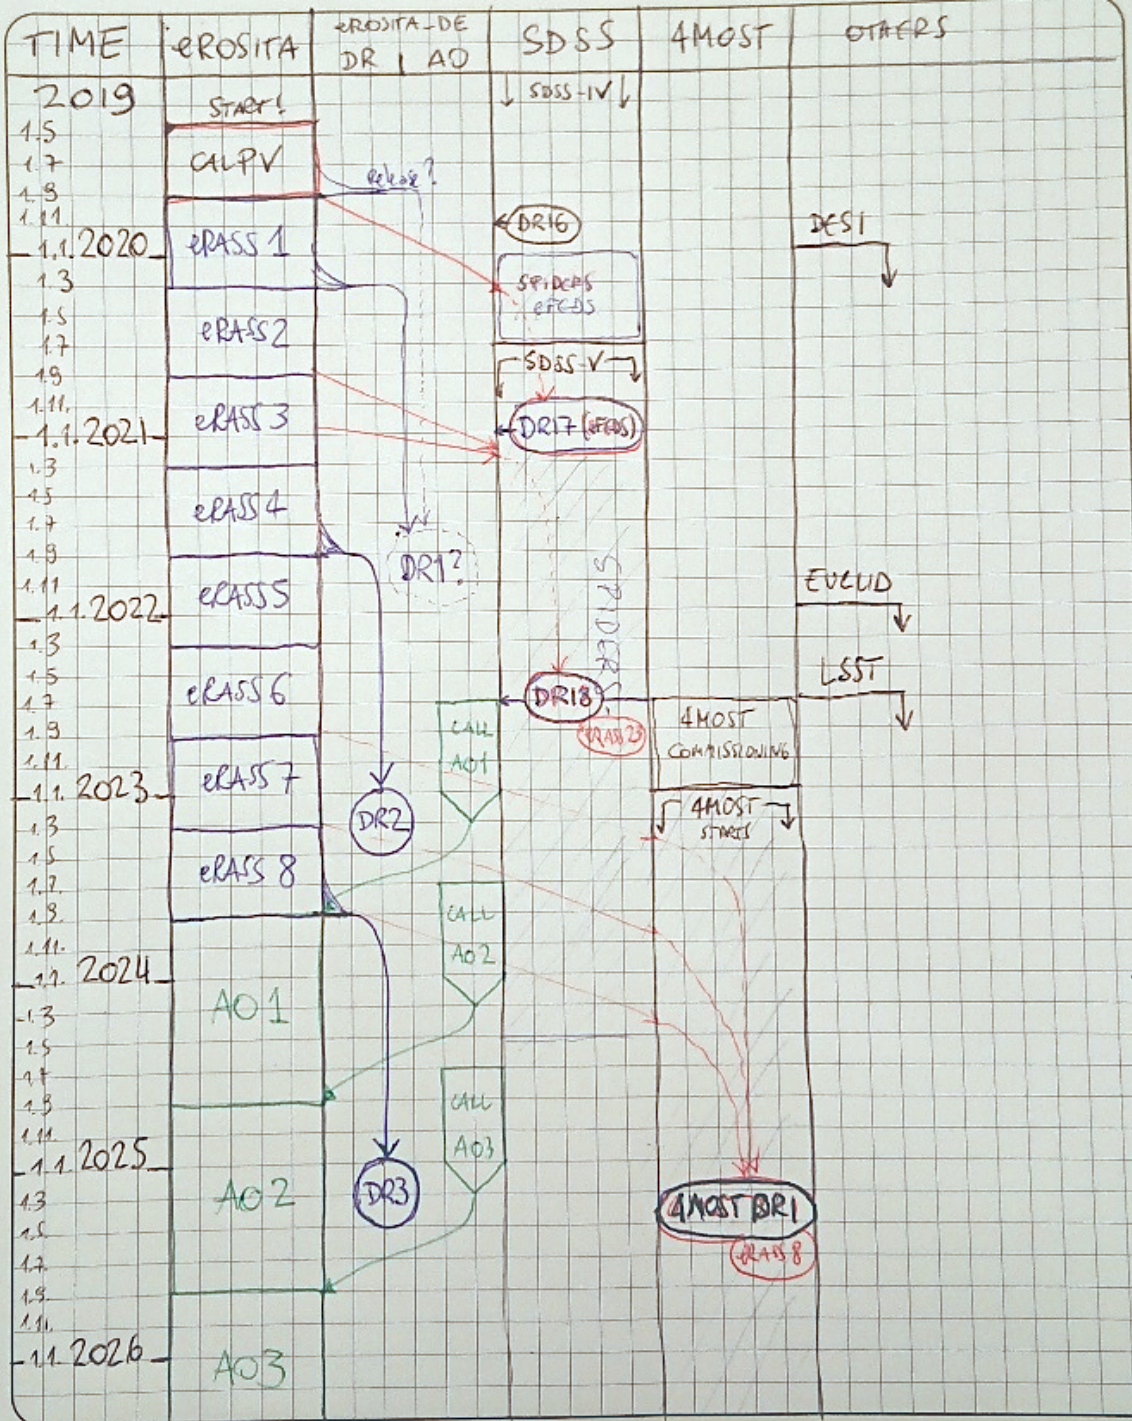 TIME eROSITA eROSITA-DE SDSS 4MOST OTHERS
DR | AO
2019 START! ↓ SDSS-IV ↓
1.5
1.7 CALPV
release?
1.9
1.11 DR16 DESI
1.1. 2020 eRASS 1
1.3 SPIDERS
eFEDS
1.5 eRASS2
1.7
SDSS-V
1.9
1.11. eRASS 3 DR17 (eFEDS)
1.1. 2021
1.3
1.5 eRASS4
1.7
1.9 DR1?
SPIDERS
1.11 eRASS5 EUCLID
1.1. 2022
1.3
1.5 LSST
eRASS 6 DR18
1.7 4MOST
CALL COMMISSIONING
1.9
AO1
1.11 eRASS 7
1.1. 2023
DR2 4MOST
STARTS
1.3
1.5 eRASS 8
1.7
1.9 CALL
1.11. AO2
1.1. 2024
AO1
1.3
1.5
1.7
1.9 CALL
1.11 AO3
1.1 2025
AO2 DR3 4MOST DR1
1.3
1.5 eRASS 8
1.7
1.9
1.11.
1.1. 2026
AO3